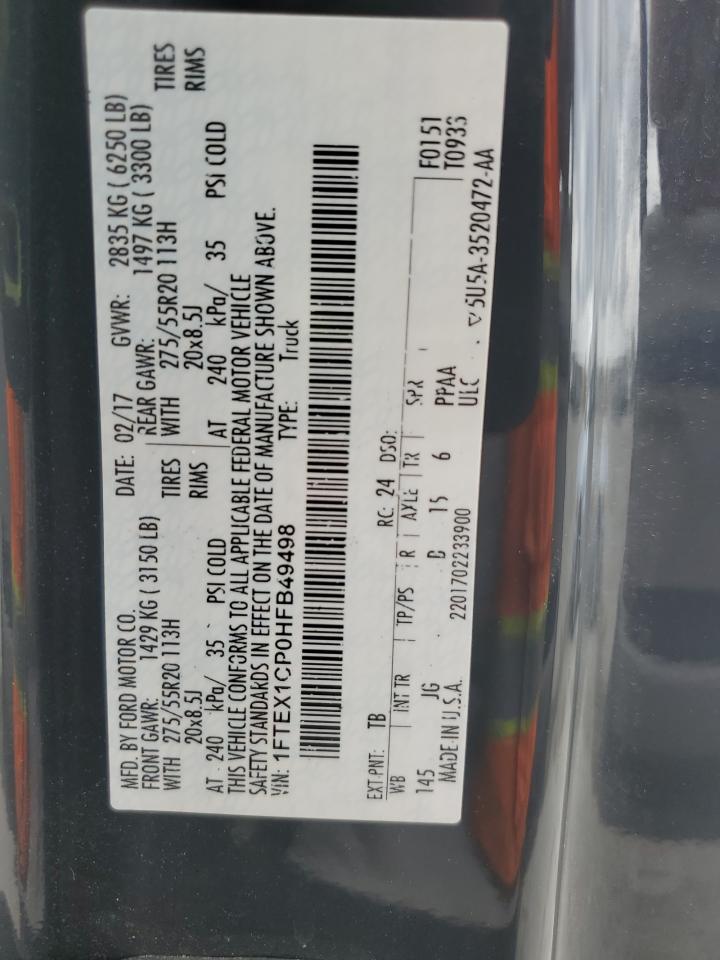 MFD. BY FORD MOTOR CO. DATE: 02/17 GVWR: 2835 KG ( 6250 LB)
FRONT GAWR: 1429 KG ( 3150 LB) REAR GAWR: 1497 KG ( 3300 LB)
WITH 275/55R20 113H TIRES WITH 275/55R20 113H TIRES
20x8.5J RIMS 20x8.5J RIMS
AT 240 kPa/ 35 PSI COLD AT 240 kPa/ 35 PSI COLD
THIS VEHICLE CONFORMS TO ALL APPLICABLE FEDERAL MOTOR VEHICLE
SAFETY STANDARDS IN EFFECT ON THE DATE OF MANUFACTURE SHOWN ABOVE.
VIN: 1FTEX1CP0HFB49498 TYPE: Truck
EXT PNT: TB RC: 24 DSO:
WB INT TR TP/PS R AXLE TR SPR F0151
145 JG B 15 6 PPAA T0933
MADE IN U.S.A. 2201702233900 ULC 5U5A-3520472-AA